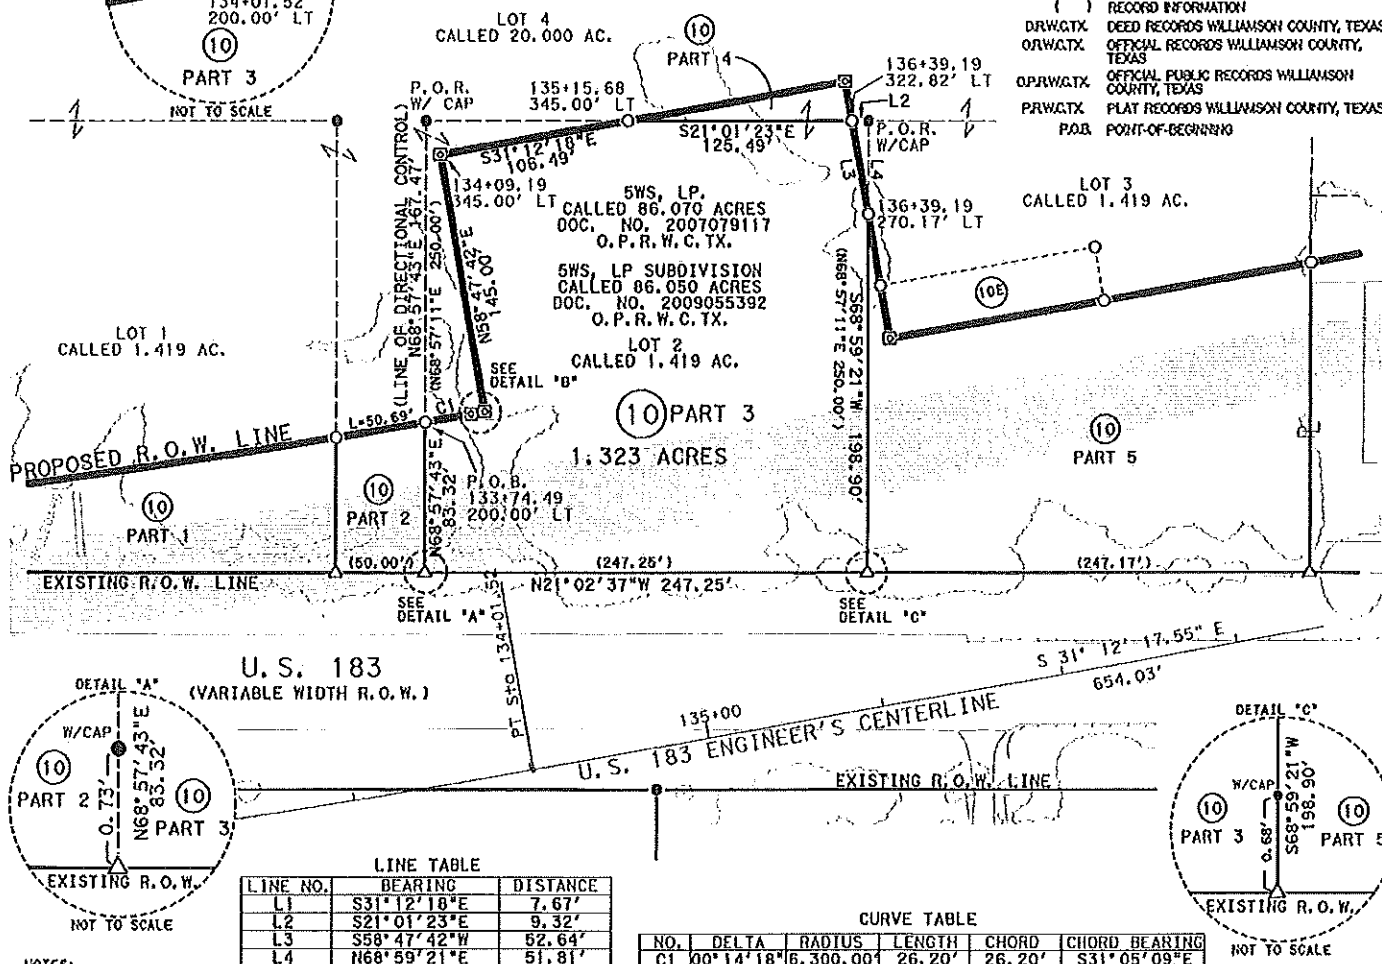 134+01.52
200.00' LT
10
PART 3
NOT TO SCALE
LOT 4
CALLED 20.000 AC.
10
PART 4
( ) RECORD INFORMATION
D.R.W.C.TX. DEED RECORDS WILLIAMSON COUNTY, TEXAS
O.R.W.C.TX. OFFICIAL RECORDS WILLIAMSON COUNTY,
TEXAS
O.P.R.W.C.TX. OFFICIAL PUBLIC RECORDS WILLIAMSON
COUNTY, TEXAS
P.R.W.C.TX. PLAT RECORDS WILLIAMSON COUNTY, TEXAS
P.O.B. POINT-OF-BEGINNING
P.O.R.
W/ CAP
135+15.68
345.00' LT
136+39.19
322.82' LT
L2
P.O.R.
W/CAP
S21°01'23"E
125.49'
S31°12'18"E
106.49'
134+09.19
345.00' LT
L3
L4
136+39.19
270.17' LT
LOT 3
CALLED 1.419 AC.
5WS, LP.
CALLED 86.070 ACRES
DOC. NO. 2007079117
O.P.R.W.C.TX.
5WS, LP SUBDIVISION
CALLED 86.050 ACRES
DOC. NO. 2009055392
O.P.R.W.C.TX.
LOT 2
CALLED 1.419 AC.
(LINE OF DIRECTIONAL CONTROL)
N68°57'43"E 167.47'
(N68°57'11"E 250.00')
N58°47'42"E
145.00'
(N68°57'11"E 250.00')
S68°59'21"W 198.90'
10E
LOT 1
CALLED 1.419 AC.
SEE
DETAIL "B"
L=50.69'
C1
10 PART 3
1.323 ACRES
PROPOSED R.O.W. LINE
10
PART 1
10
PART 2
N68°57'43"E
83.32'
P.O.B.
133+74.49
200.00' LT
10
PART 5
EXISTING R.O.W. LINE
(50.00')
(247.25')
N21°02'37"W 247.25'
(247.17')
SEE
DETAIL "A"
SEE
DETAIL "C"
PT Sta 134+01.5
U.S. 183
(VARIABLE WIDTH R.O.W.)
S 31° 12' 17.55" E
654.03'
135+00
U.S. 183 ENGINEER'S CENTERLINE
EXISTING R.O.W. LINE
DETAIL "A"
W/CAP
10
PART 2
0.73'
N68°57'43"E
83.32'
10
PART 3
EXISTING R.O.W.
NOT TO SCALE
DETAIL "C"
W/CAP
10
PART 3
0.68'
S68°59'21"W
198.90'
10
PART 5
EXISTING R.O.W.
NOT TO SCALE
LINE TABLE
LINE NO. BEARING DISTANCE
L1 S31°12'18"E 7.67'
L2 S21°01'23"E 9.32'
L3 S58°47'42"W 52.64'
L4 N68°59'21"E 51.81'
CURVE TABLE
NO. DELTA RADIUS LENGTH CHORD CHORD BEARING
C1 00°14'18" 6,300.00' 26.20' 26.20' S31°05'09"E
NOTES: